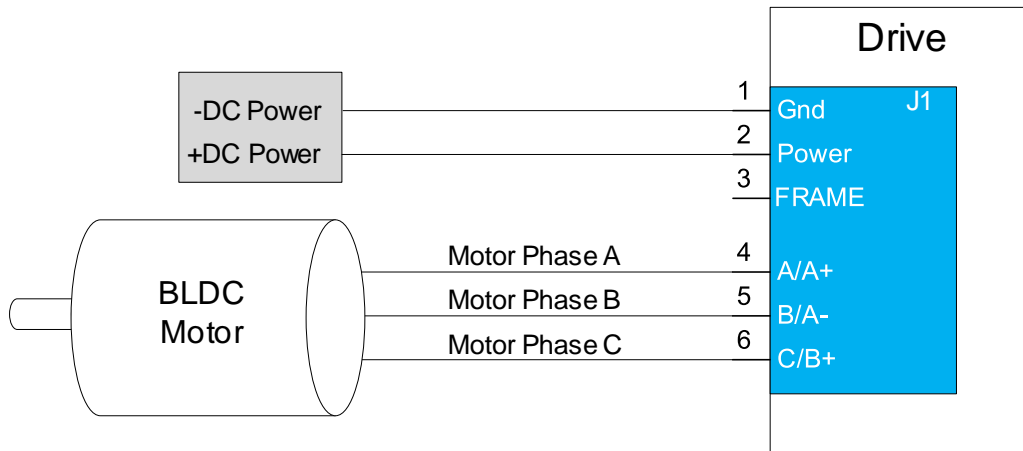 Drive
J1
-DC Power
+DC Power
1
Gnd
2
Power
3
FRAME
BLDC
Motor
Motor Phase A
4
A/A+
Motor Phase B
5
B/A-
Motor Phase C
6
C/B+